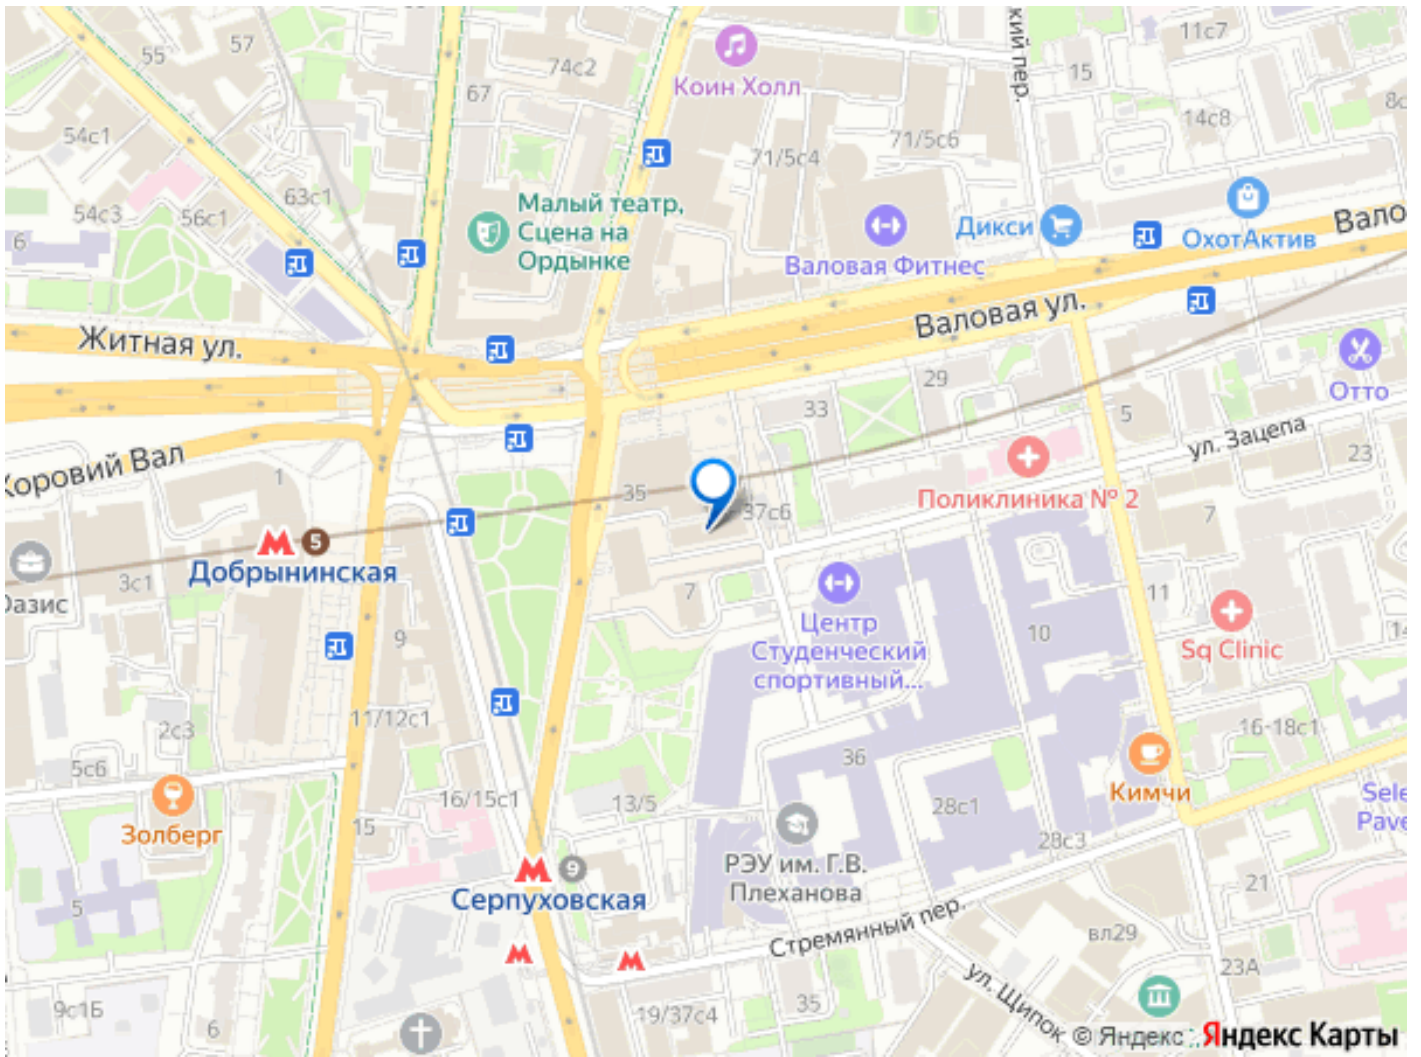 57
55
74с2
67
Коин Холл
кий пер.
11с7
15
14с8
54с1
71/5с4
71/5с6
63с1
54с3
56с1
6
Малый театр,
Сцена на
Ордынке
Дикси
ОхотАктив
Валовая Фитнес
Вало
Житная ул.
Валовая ул.
29
33
5
Отто
ул. Зацепа
23
Коровий Вал
1
35
37с6
Поликлиника № 2
7
Добрынинская
5
3с1
Оазис
7
9
Центр
Студенческий
спортивный...
10
11
Sq Clinic
14
2с3
11/12с1
16-18с1
5с6
36
Кимчи
Sele
Pave
16/15с1
13/5
28с1
28с3
15
Золберг
РЭУ им. Г.В.
Плеханова
9
Серпуховская
21
5
Стремянный пер.
вл29
23А
ул. Щипок
9с1Б
6
19/37с4
35
© Яндекс
Яндекс Карты